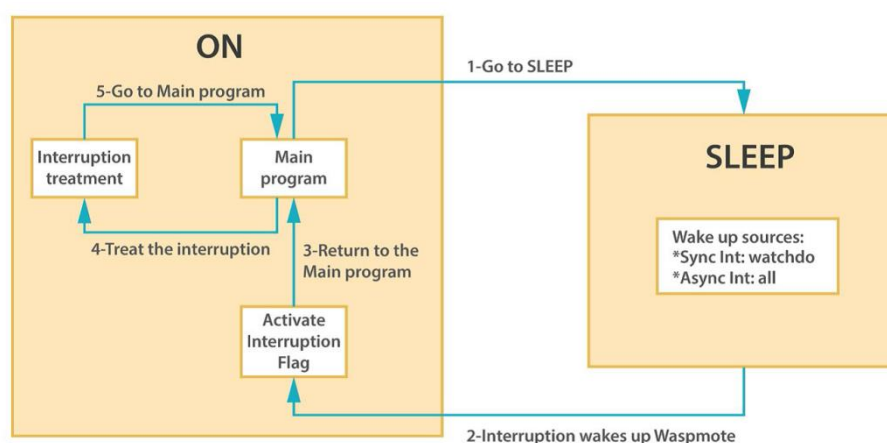 ON
1-Go to SLEEP
5-Go to Main program
Interruption
treatment
Main
program
SLEEP
4-Treat the interruption
3-Return to the
Main program
Wake up sources:
*Sync Int: watchdo
*Async Int: all
Activate
Interruption
Flag
2-Interruption wakes up Waspmote